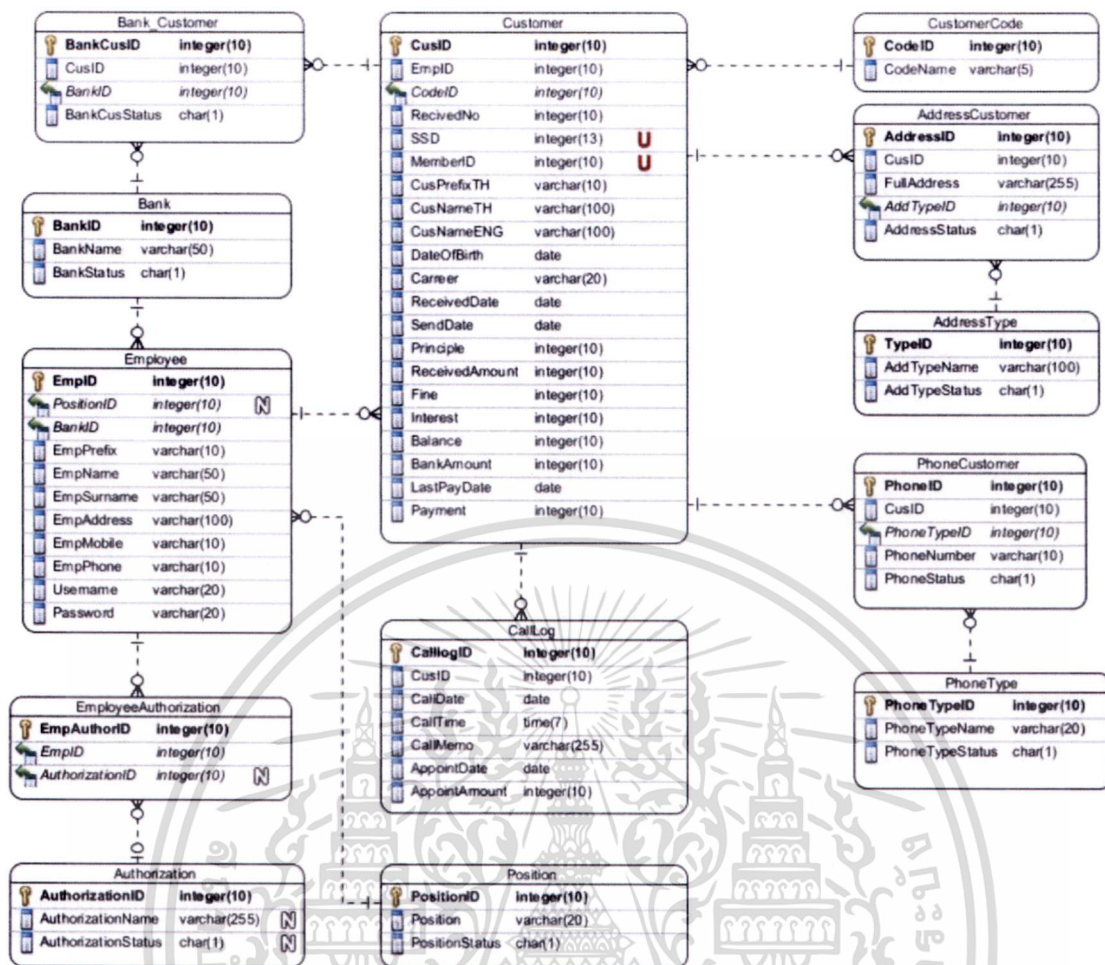 Bank_Customer
BankCusID integer(10)
CusID integer(10)
BankID integer(10)
BankCusStatus char(1)
Bank
BankID integer(10)
BankName varchar(50)
BankStatus char(1)
Employee
EmpID integer(10)
PositionID integer(10) N
BankID integer(10)
EmpPrefix varchar(10)
EmpName varchar(50)
EmpSurname varchar(50)
EmpAddress varchar(100)
EmpMobile varchar(10)
EmpPhone varchar(10)
Username varchar(20)
Password varchar(20)
EmployeeAuthorization
EmpAuthorID integer(10)
EmpID integer(10)
AuthorizationID integer(10) N
Authorization
AuthorizationID integer(10)
AuthorizationName varchar(255) N
AuthorizationStatus char(1) N
Customer
CusID integer(10)
EmpID integer(10)
CodeID integer(10)
RecivedNo integer(10)
SSD integer(13) U
MemberID integer(10) U
CusPrefixTH varchar(10)
CusNameTH varchar(100)
CusNameENG varchar(100)
DateOfBirth date
Carreer varchar(20)
ReceivedDate date
SendDate date
Principle integer(10)
ReceivedAmount integer(10)
Fine integer(10)
Interest integer(10)
Balance integer(10)
BankAmount integer(10)
LastPayDate date
Payment integer(10)
CallLog
CalllogID integer(10)
CusID integer(10)
CallDate date
CallTime time(7)
CallMemo varchar(255)
AppointDate date
AppointAmount integer(10)
Position
PositionID integer(10)
Position varchar(20)
PositionStatus char(1)
CustomerCode
CodeID integer(10)
CodeName varchar(5)
AddressCustomer
AddressID integer(10)
CusID integer(10)
FullAddress varchar(255)
AddTypeID integer(10)
AddressStatus char(1)
AddressType
TypeID integer(10)
AddTypeName varchar(100)
AddTypeStatus char(1)
PhoneCustomer
PhoneID integer(10)
CusID integer(10)
PhoneTypeID integer(10)
PhoneNumber varchar(10)
PhoneStatus char(1)
PhoneType
PhoneTypeID integer(10)
PhoneTypeName varchar(20)
PhoneTypeStatus char(1)